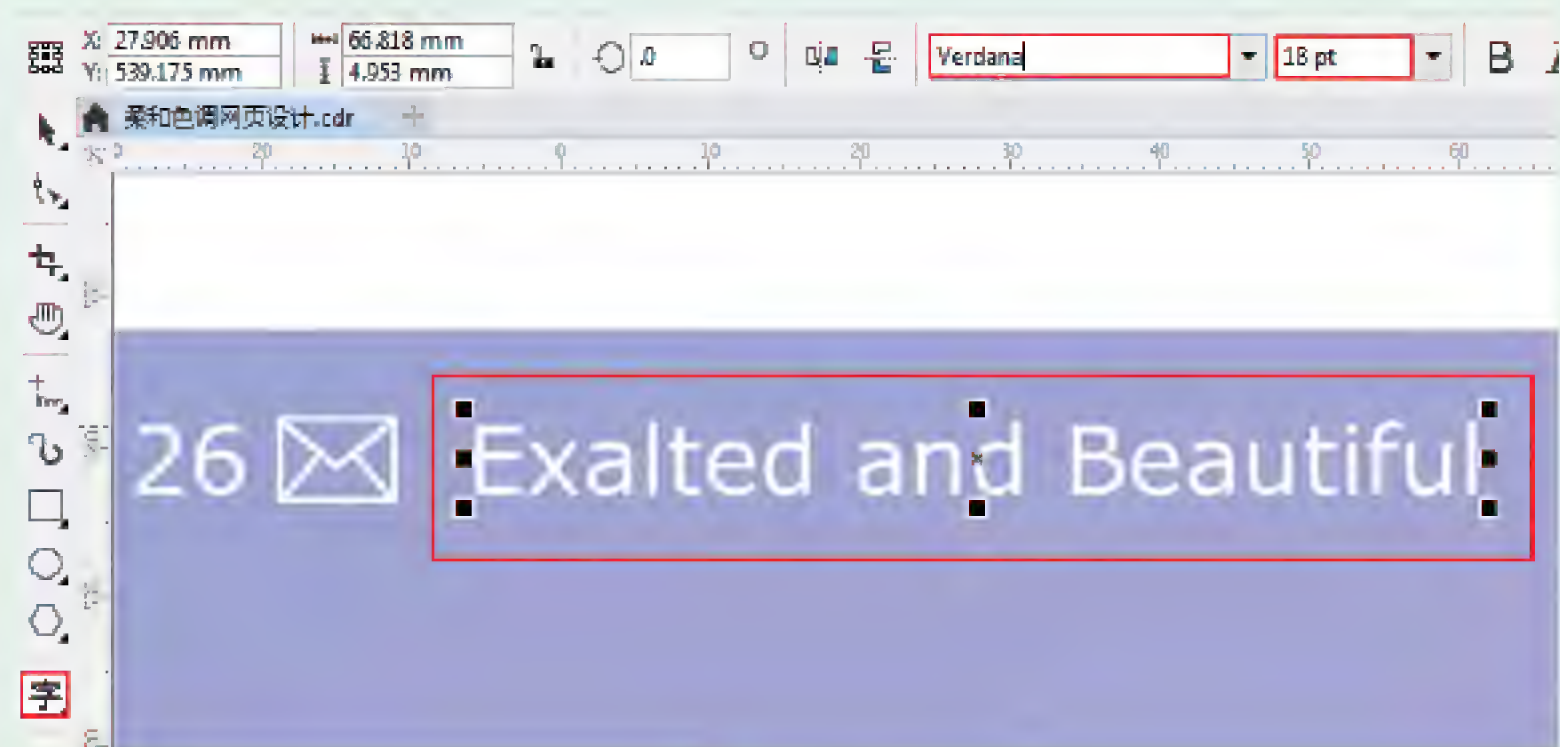 X: 27.906 mm 66.818 mm .0 Verdana 18 pt B
Y: 539.175 mm 4.953 mm
柔和色调网页设计.cdr
20 10 0 10 20 30 40 50 60
26 Exalted and Beautiful
字